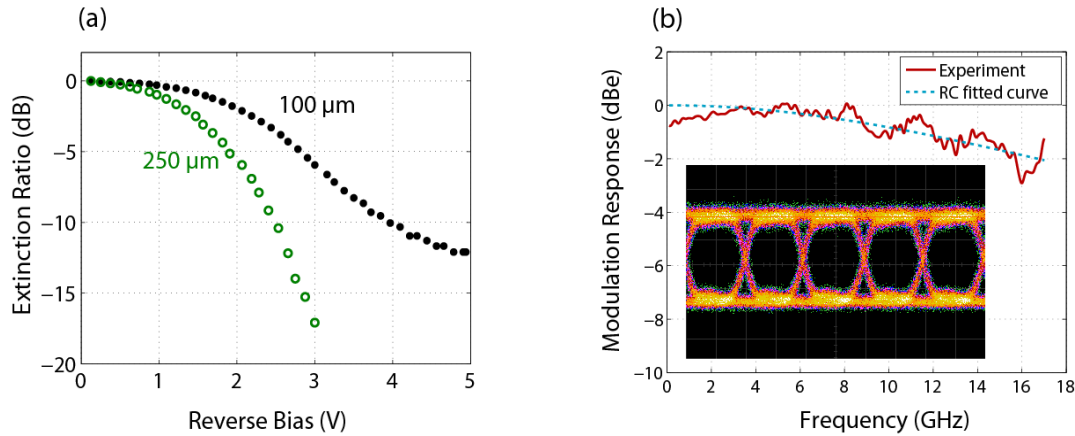 (a)
Extinction Ratio (dB)
0
−5
−10
−15
−20
100 µm
250 µm
0 1 2 3 4 5
Reverse Bias (V)
(b)
Modulation Response (dBe)
2
0
−2
−4
−6
−8
−10
Experiment
RC fitted curve
0 2 4 6 8 10 12 14 16 18
Frequency (GHz)